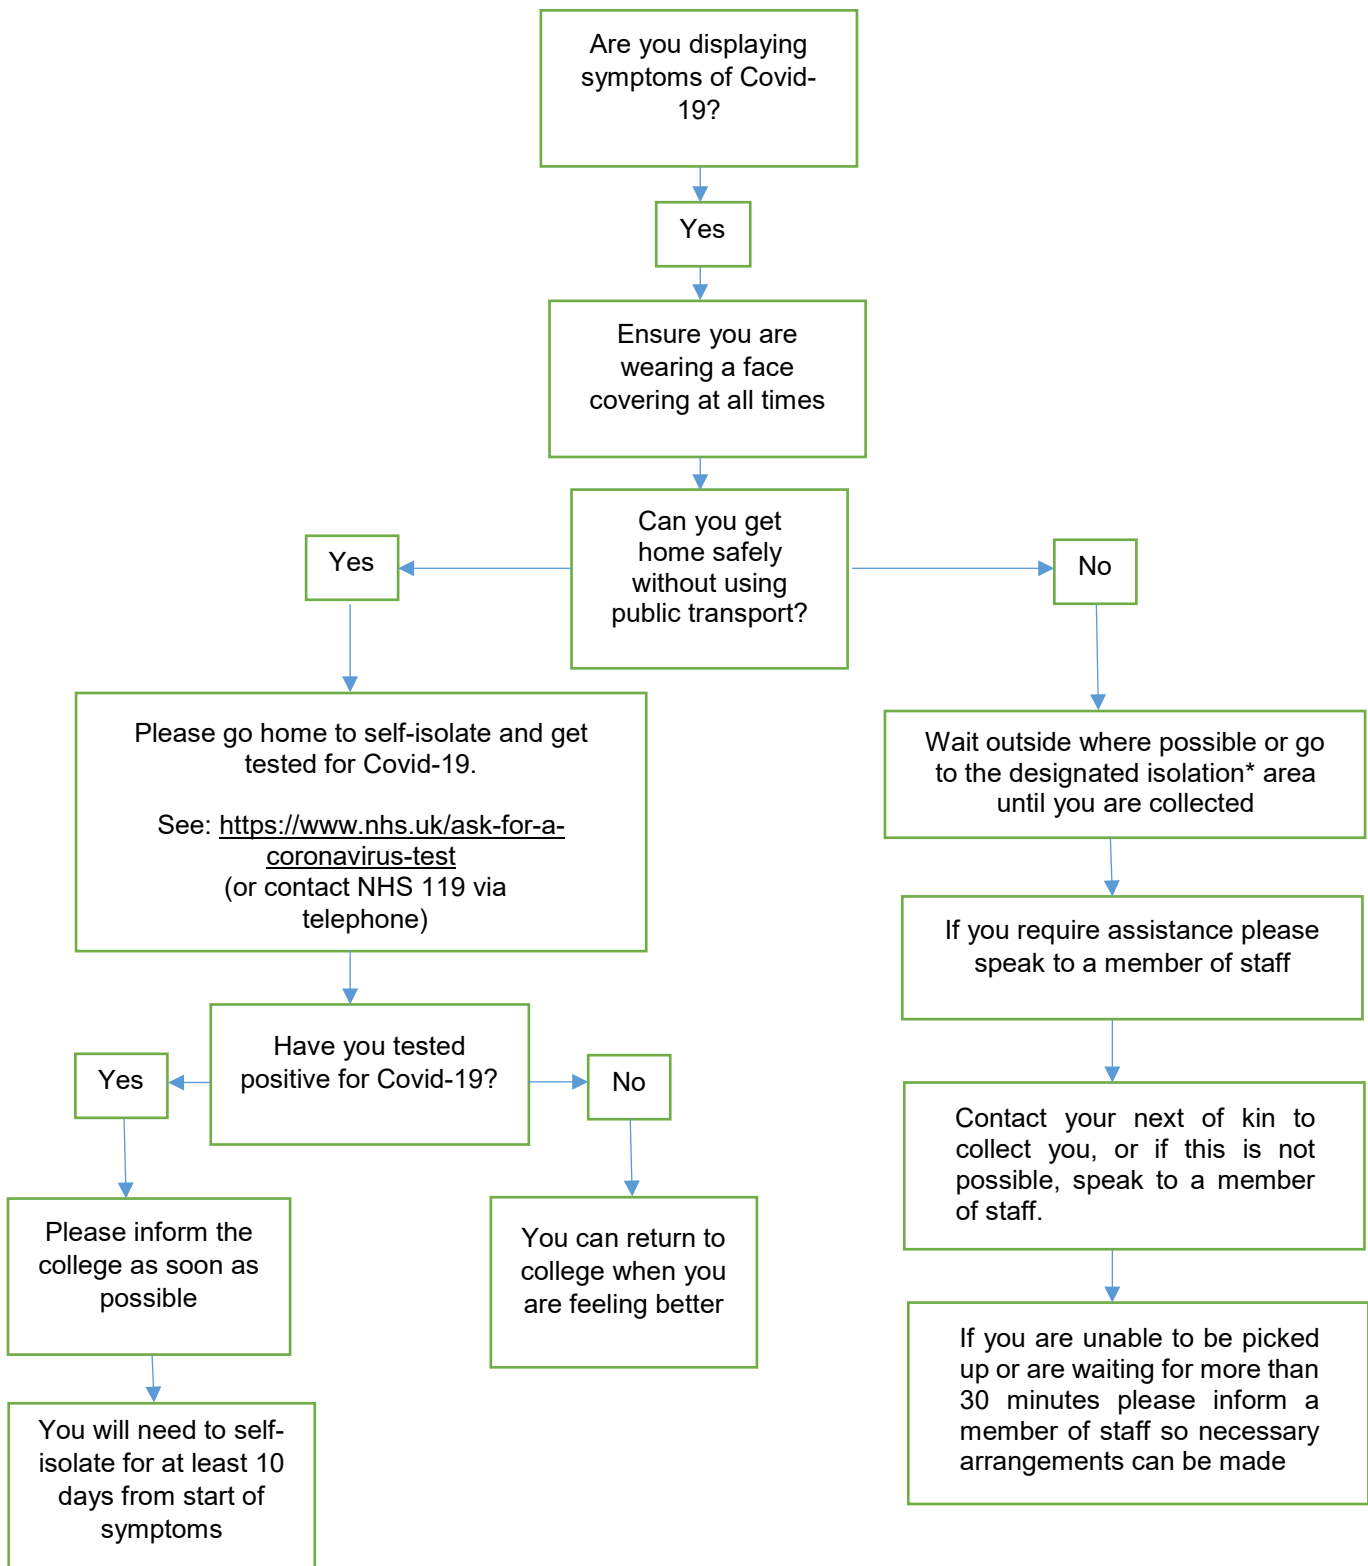 Are you displaying
symptoms of Covid-
19?
Yes
Ensure you are
wearing a face
covering at all times
Can you get
home safely
without using
public transport?
Yes
No
Please go home to self-isolate and get
tested for Covid-19.
See: https://www.nhs.uk/ask-for-a-
coronavirus-test
(or contact NHS 119 via
telephone)
Wait outside where possible or go
to the designated isolation* area
until you are collected
If you require assistance please
speak to a member of staff
Have you tested
positive for Covid-19?
Yes
No
Contact your next of kin to
collect you, or if this is not
possible, speak to a member
of staff.
Please inform the
college as soon as
possible
You can return to
college when you
are feeling better
If you are unable to be picked
up or are waiting for more than
30 minutes please inform a
member of staff so necessary
arrangements can be made
You will need to self-
isolate for at least 10
days from start of
symptoms